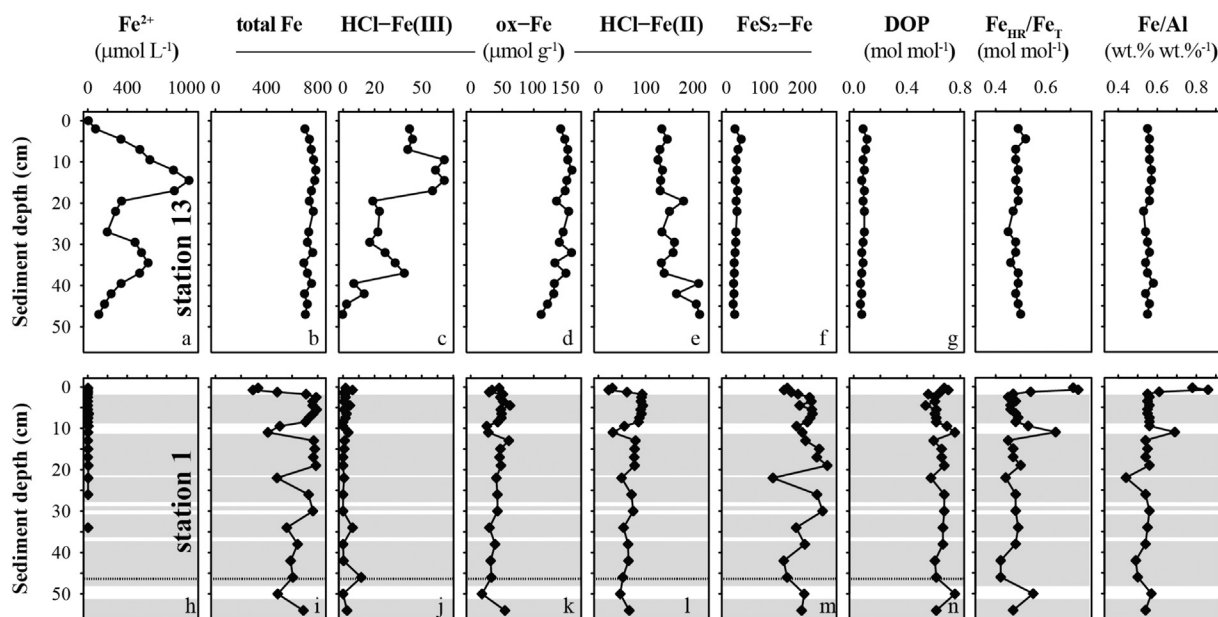 Fe²⁺ total Fe HCl−Fe(III) ox−Fe HCl−Fe(II) FeS₂−Fe DOP Fe_HR/Fe_T Fe/Al
(μmol L⁻¹) (μmol g⁻¹) (mol mol⁻¹) (mol mol⁻¹) (wt.% wt.%⁻¹)
0 400 1000 0 400 800 0 20 50 0 50 100 150 0 100 200 0 100 200 0.0 0.4 0.8 0.4 0.6 0.4 0.6 0.8
Sediment depth (cm)
0
10
20
30
40
50
station 13
a b c d e f g
Sediment depth (cm)
0
10
20
30
40
50
station 1
h i j k l m n